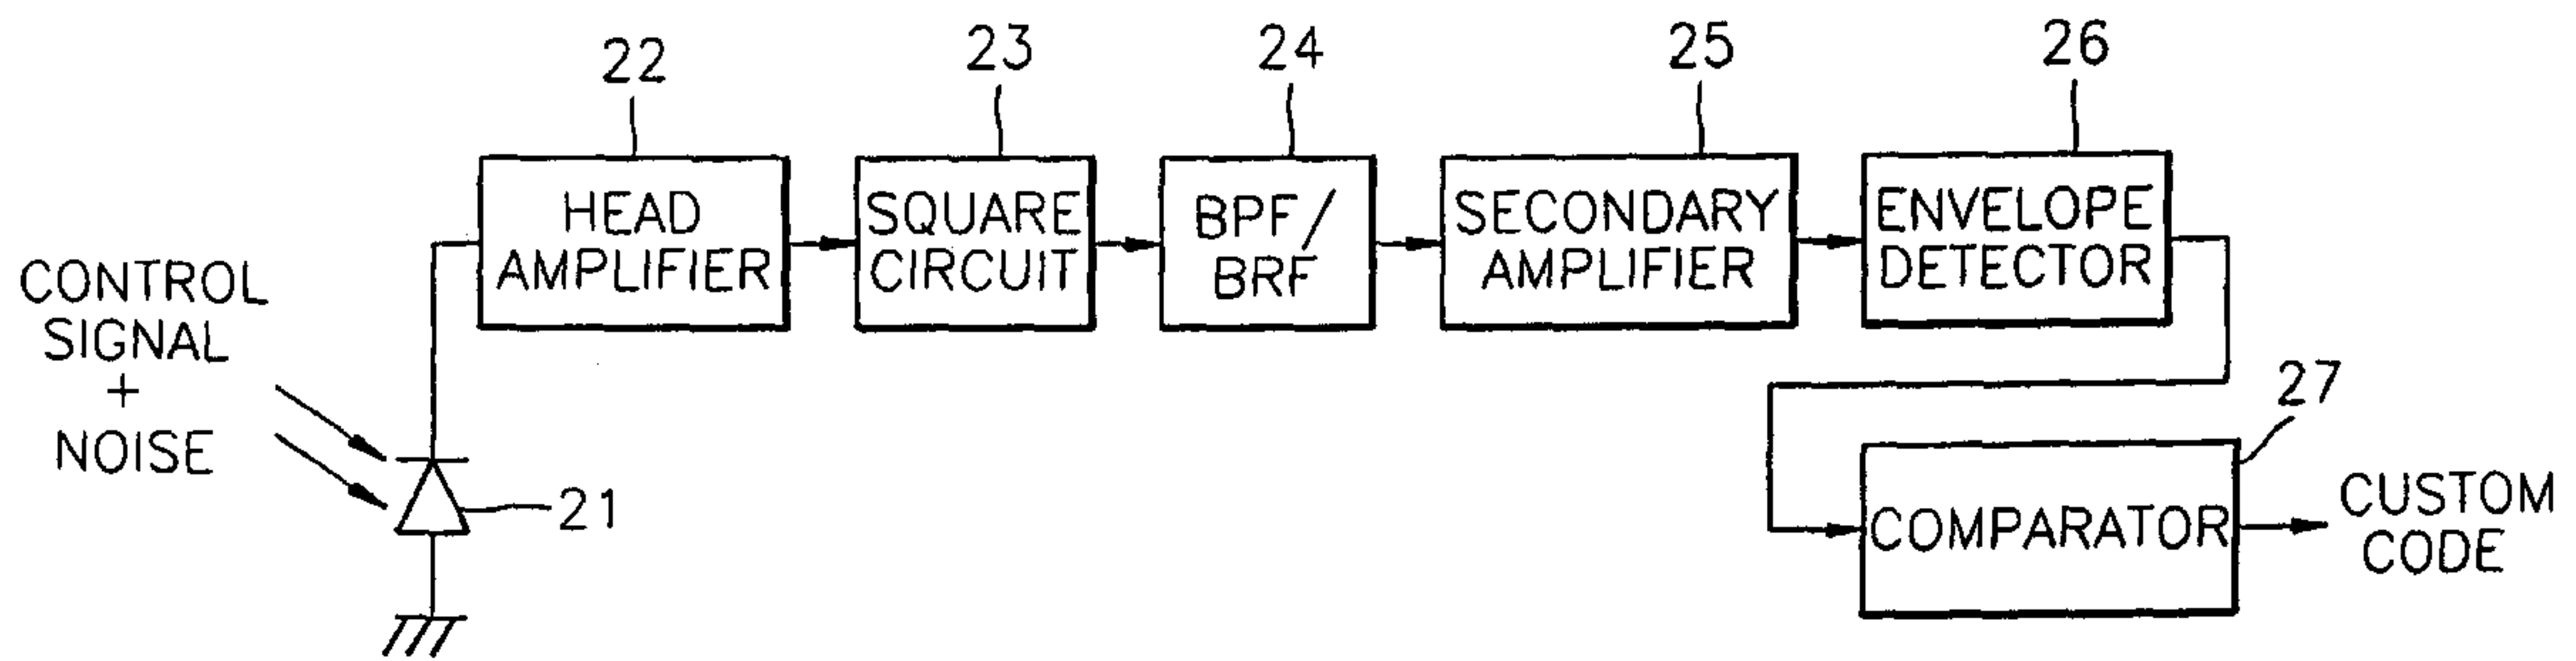 22
23
24
25
26
HEAD
AMPLIFIER
SQUARE
CIRCUIT
BPF/
BRF
SECONDARY
AMPLIFIER
ENVELOPE
DETECTOR
CONTROL
SIGNAL
+
NOISE
21
27
COMPARATOR
CUSTOM
CODE